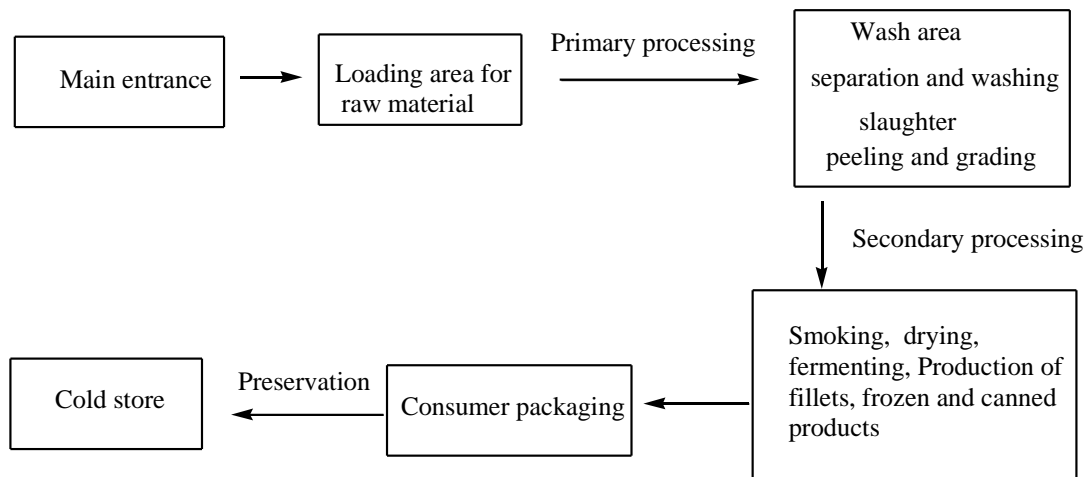 Main entrance
Loading area for
raw material
Primary processing
Wash area
separation and washing
slaughter
peeling and grading
Secondary processing
Smoking, drying,
fermenting, Production of
fillets, frozen and canned
products
Consumer packaging
Preservation
Cold store